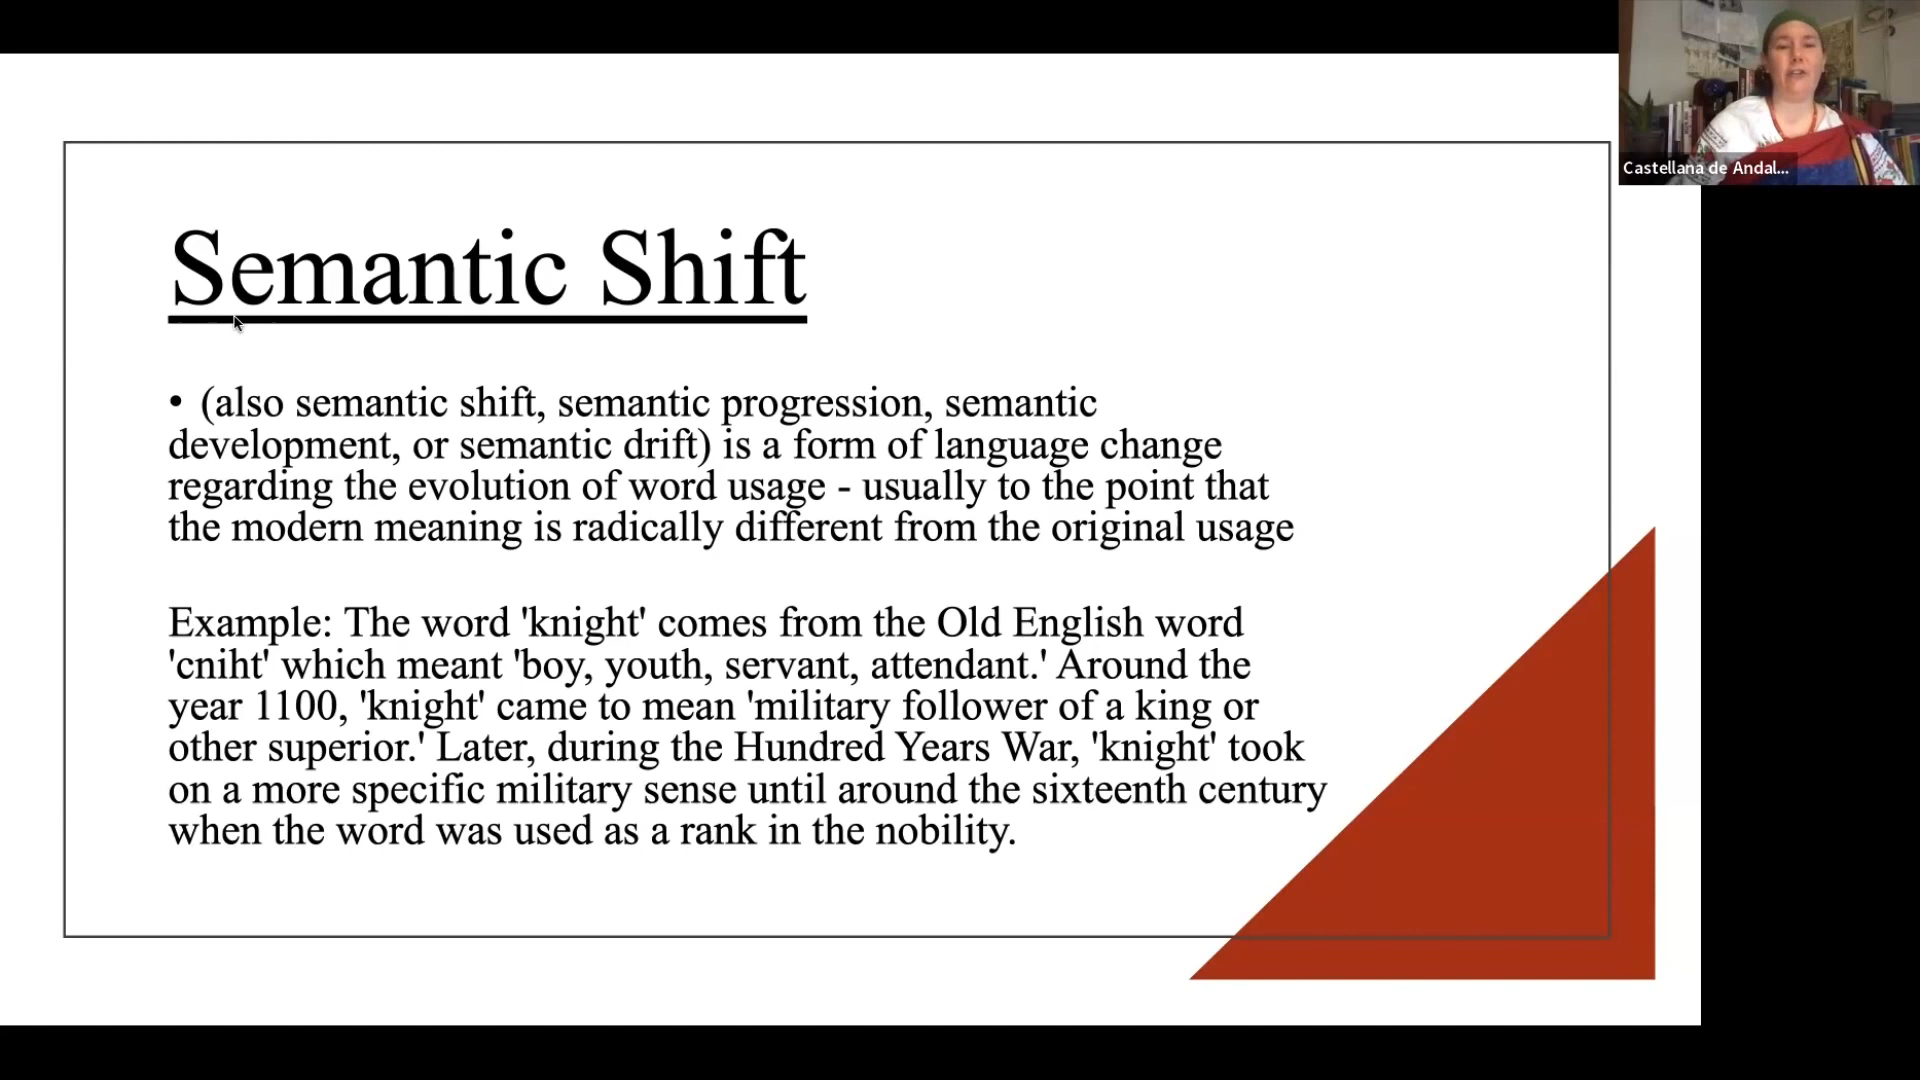 Castellana de Andal...
Semantic Shift
• (also semantic shift, semantic progression, semantic
development, or semantic drift) is a form of language change
regarding the evolution of word usage - usually to the point that
the modern meaning is radically different from the original usage
Example: The word 'knight' comes from the Old English word
'cniht' which meant 'boy, youth, servant, attendant.' Around the
year 1100, 'knight' came to mean 'military follower of a king or
other superior.' Later, during the Hundred Years War, 'knight' took
on a more specific military sense until around the sixteenth century
when the word was used as a rank in the nobility.